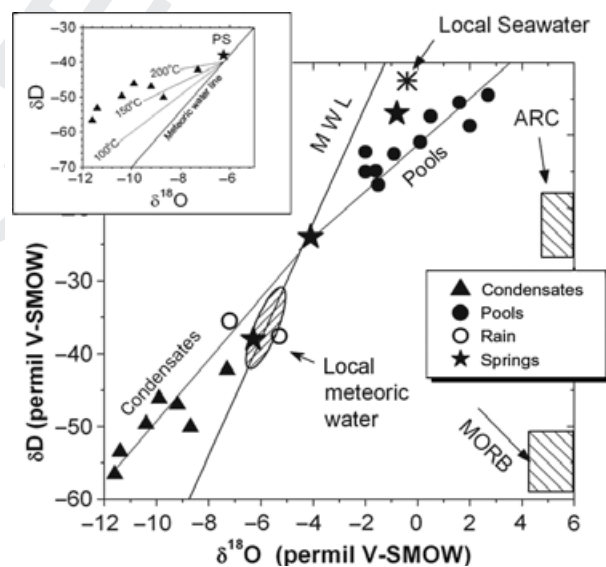 −30
−40
−50
−60
−70
δD
PS
200°C
150°C
100°C
Meteoric water line
−12
−10
−8
−6
δ¹⁸O
Local Seawater
MWL
Pools
ARC
−20
−30
−40
−50
−60
δD (permil V-SMOW)
Condensates
Local
meteoric
water
Condensates
Pools
Rain
Springs
MORB
−12
−10
−8
−6
−4
−2
0
2
4
6
δ¹⁸O (permil V-SMOW)